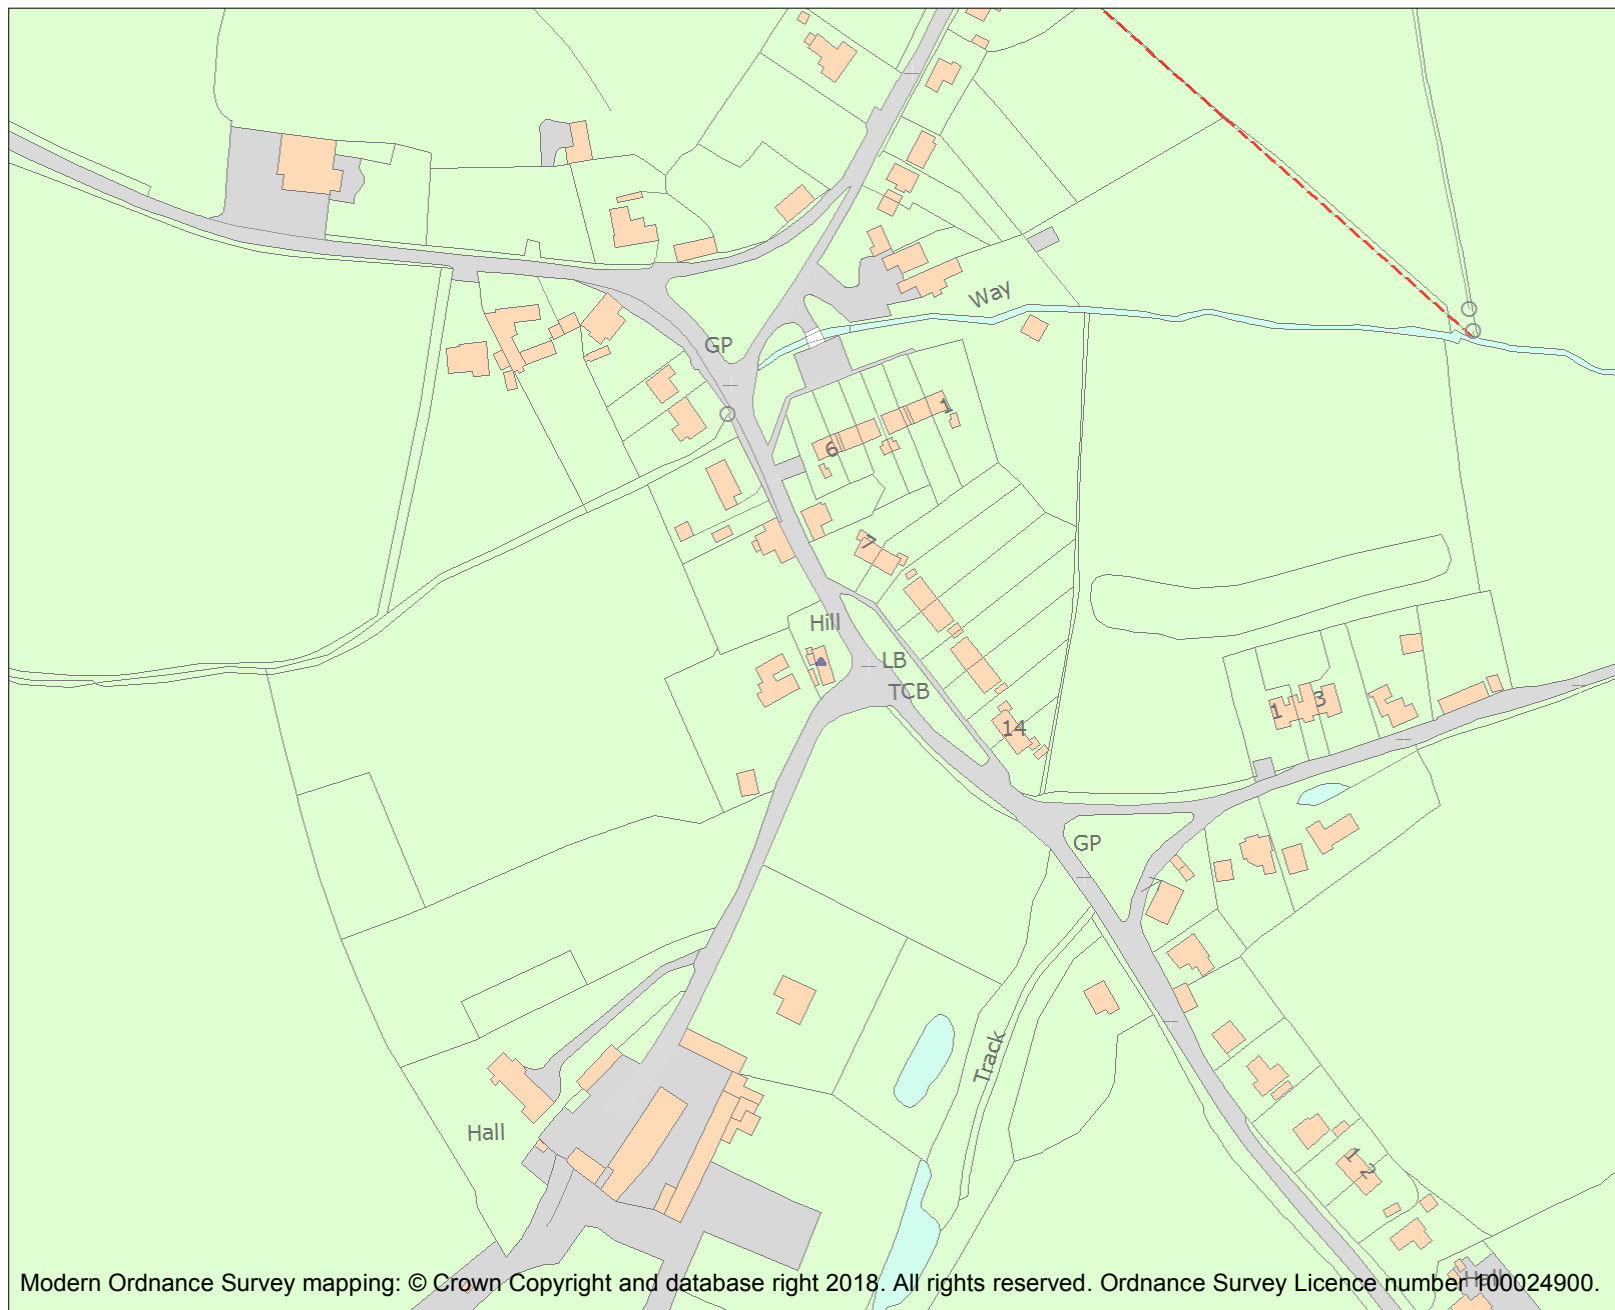 Way
GP
1
6
7
Hill
LB
TCB
14
1
3
GP
Track
Hall
1 2
Hall
Modern Ordnance Survey mapping: © Crown Copyright and database right 2018. All rights reserved. Ordnance Survey Licence number 100024900.